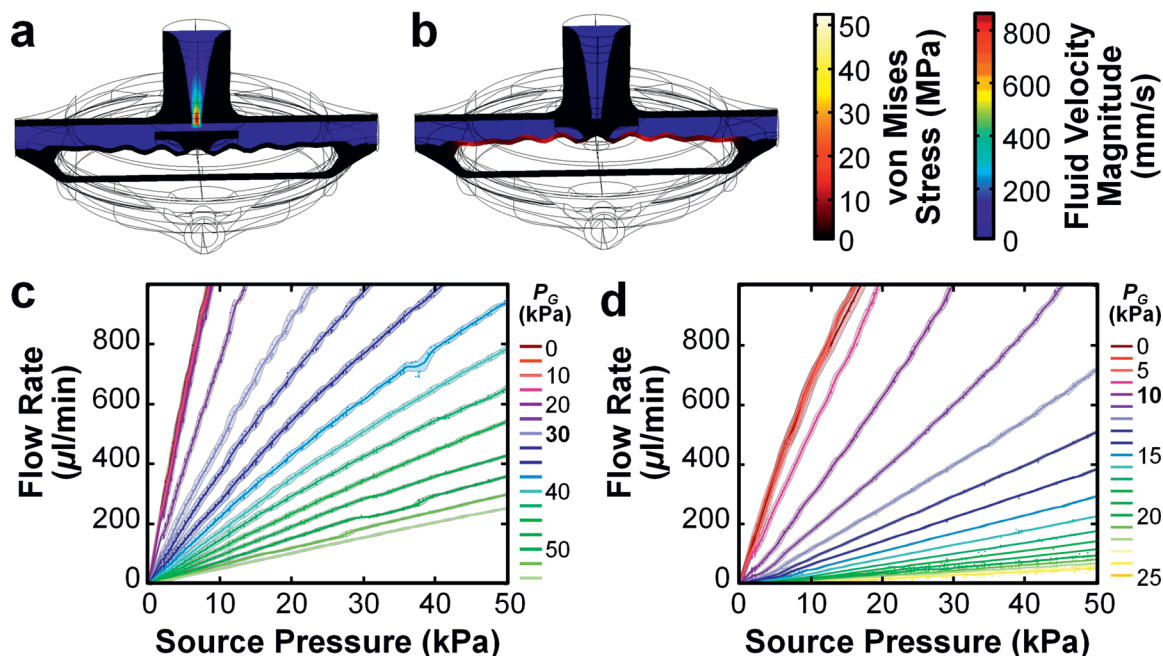 a
b
von Mises
Stress (MPa)
50
40
30
20
10
0
Fluid Velocity
Magnitude
(mm/s)
800
600
400
200
0
c
Flow Rate
(µl/min)
800
600
400
200
0
0 10 20 30 40 50
Source Pressure (kPa)
P_G
(kPa)
0
10
20
30
40
50
d
Flow Rate
(µl/min)
800
600
400
200
0
0 10 20 30 40 50
Source Pressure (kPa)
P_G
(kPa)
0
5
10
15
20
25